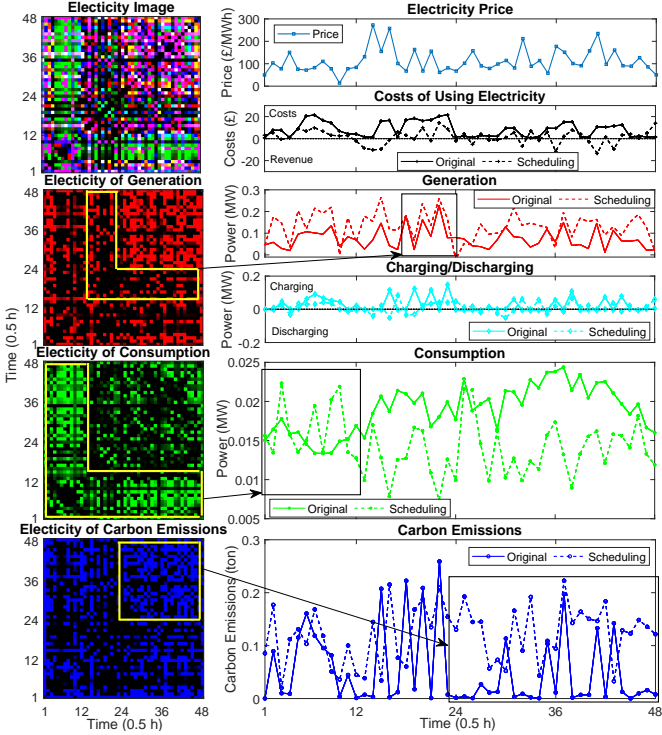 Electicity Image
48
36
24
12
1
Electicity of Generation
48
36
24
12
1
Electicity of Consumption
48
36
24
12
1
Electicity of Carbon Emissions
48
36
24
12
1
1 12 24 36 48
Time (0.5 h)
Time (0.5 h)
Electricity Price
Price (£/MWh)
300
200
100
0
Price
Costs of Using Electricity
Costs (£)
20
0
-20
Costs
Revenue
Original Scheduling
Generation
Power (MW)
0.3
0.2
0.1
0
Original Scheduling
Charging/Discharging
Power (MW)
0.2
0
-0.2
Charging
Discharging
Original Scheduling
Consumption
Power (MW)
0.025
0.02
0.015
0.01
0.005
Original Scheduling
Carbon Emissions
Carbon Emissions (ton)
0.3
0.2
0.1
0
Original Scheduling
1 12 24 36 48
Time (0.5 h)